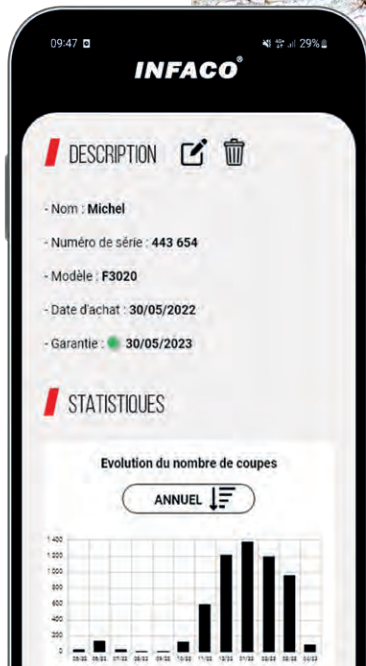 09:47
29%
INFACO®
DESCRIPTION
- Nom : Michel
- Numéro de série : 443 654
- Modèle : F3020
- Date d'achat : 30/05/2022
- Garantie : 30/05/2023
STATISTIQUES
Evolution du nombre de coupes
ANNUEL
1 400
1 200
1 000
800
600
400
200
0